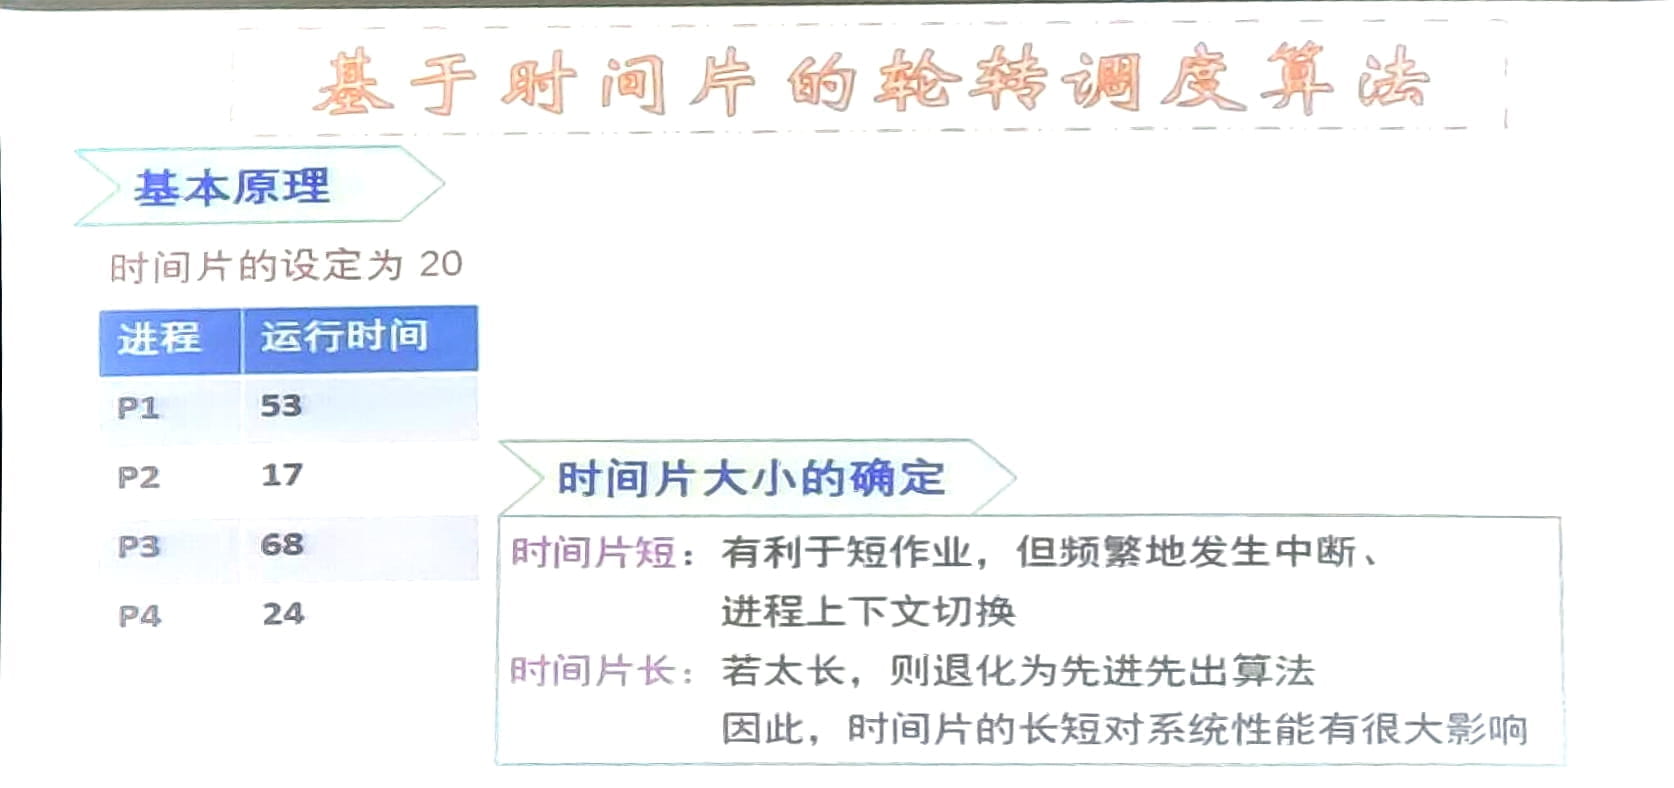 基于时间片的轮转调度算法
基本原理
时间片的设定为 20
进程 运行时间
P1 53
P2 17
P3 68
P4 24
时间片大小的确定
时间片短：有利于短作业，但频繁地发生中断、
进程上下文切换
时间片长：若太长，则退化为先进先出算法
因此，时间片的长短对系统性能有很大影响